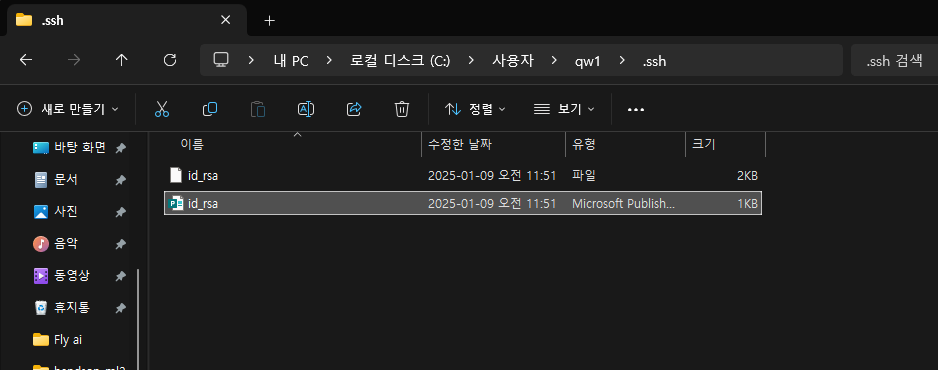 .ssh
내 PC
로컬 디스크 (C:)
사용자
qw1
.ssh
.ssh 검색
새로 만들기
정렬
보기
이름
수정한 날짜
유형
크기
바탕 화면
문서
사진
음악
동영상
휴지통
Fly ai
id_rsa 2025-01-09 오전 11:51 파일 2KB
id_rsa 2025-01-09 오전 11:51 Microsoft Publish... 1KB